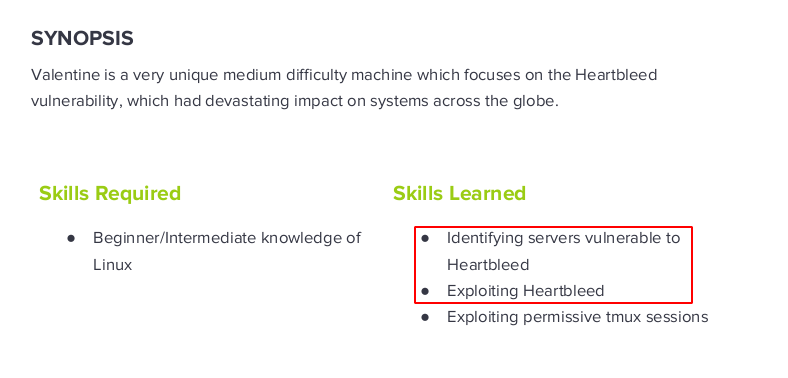 SYNOPSIS
Valentine is a very unique medium difficulty machine which focuses on the Heartbleed
vulnerability, which had devastating impact on systems across the globe.
Skills Required
● Beginner/Intermediate knowledge of
Linux
Skills Learned
● Identifying servers vulnerable to
Heartbleed
● Exploiting Heartbleed
● Exploiting permissive tmux sessions